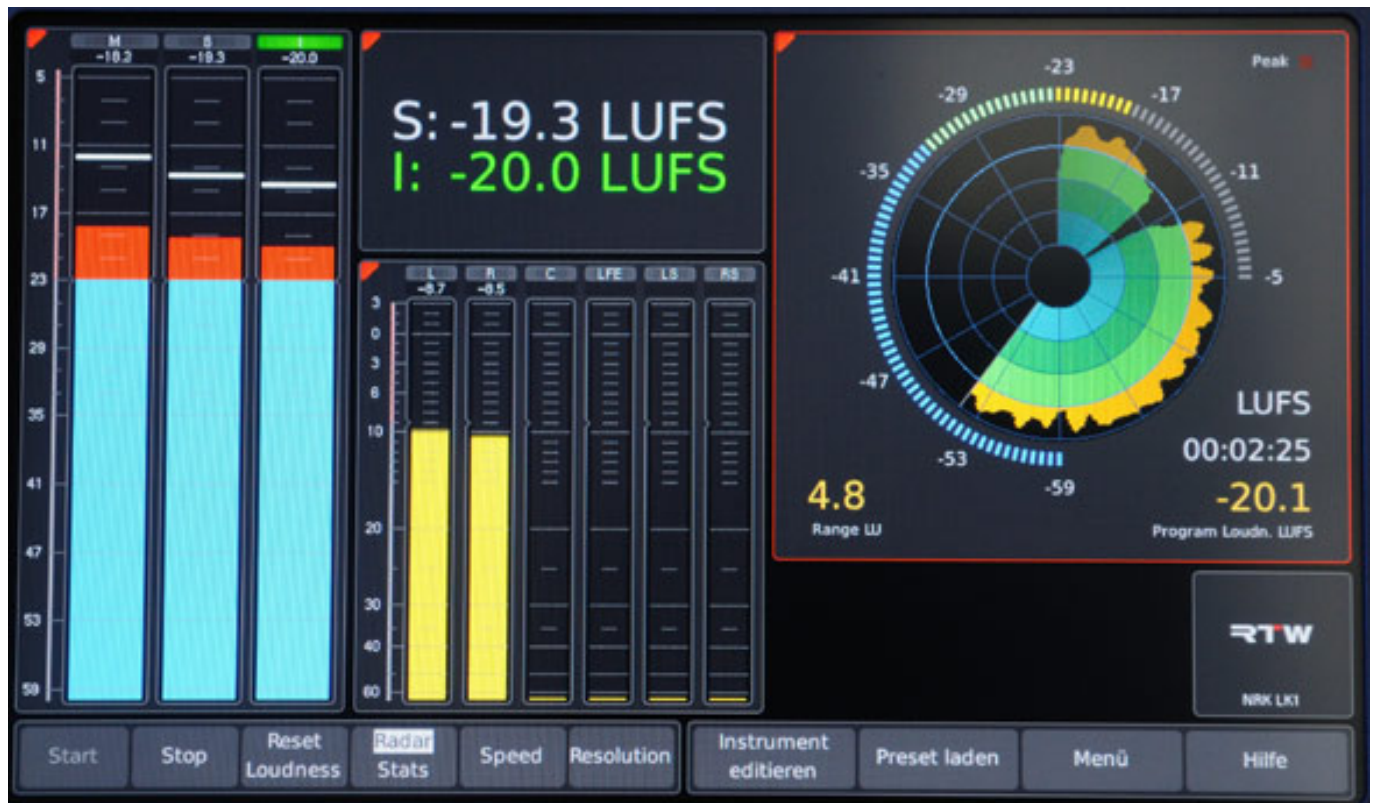 M
S
I
-18.2
-19.3
-20.0
5
11
17
23
29
35
41
47
53
59
S: -19.3 LUFS
I: -20.0 LUFS
L
R
C
LFE
LS
RS
-8.7
-8.5
3
0
3
6
10
20
30
40
60
Peak
-23
-29
-17
-35
-11
-41
-5
-47
-53
-59
LUFS
00:02:25
4.8
-20.1
Range LU
Program Loudn. LUFS
RTW
NRK LK1
Start
Stop
Reset
Loudness
Radar
Stats
Speed
Resolution
Instrument
editieren
Preset laden
Menü
Hilfe